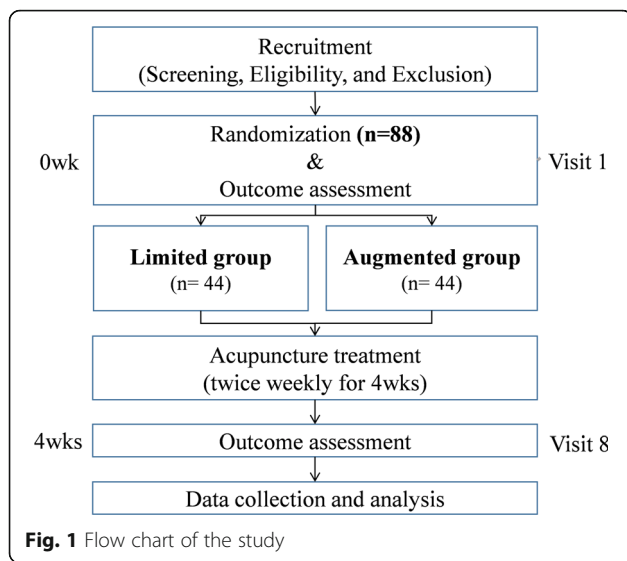 Recruitment
(Screening, Eligibility, and Exclusion)
Randomization (n=88)
&
Outcome assessment
0wk
Visit 1
Limited group
(n= 44)
Augmented group
(n= 44)
Acupuncture treatment
(twice weekly for 4wks)
4wks
Outcome assessment
Visit 8
Data collection and analysis
Fig. 1 Flow chart of the study